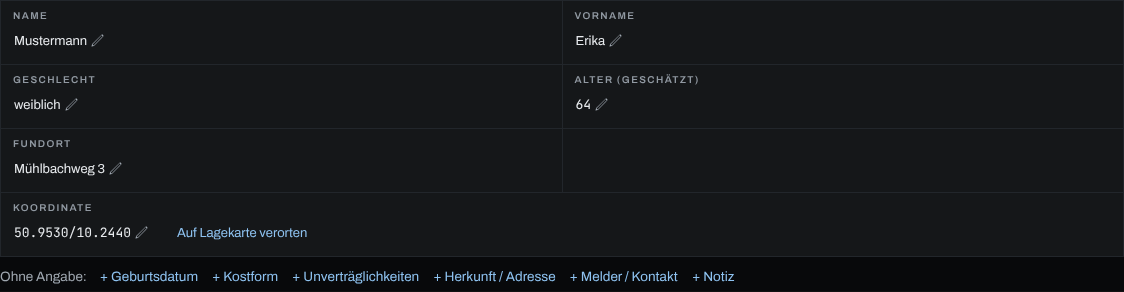 NAME
VORNAME
Mustermann
Erika
GESCHLECHT
ALTER (GESCHÄTZT)
weiblich
64
FUNDORT
Mühlbachweg 3
KOORDINATE
50.9530/10.2440 Auf Lagekarte verorten
Ohne Angabe: + Geburtsdatum + Kostform + Unverträglichkeiten + Herkunft / Adresse + Melder / Kontakt + Notiz